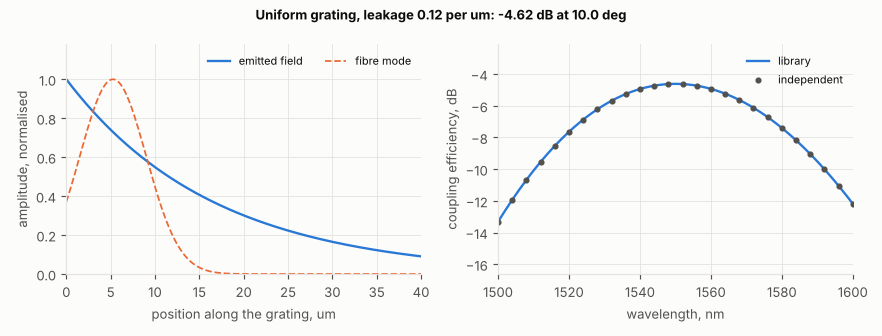 Uniform grating, leakage 0.12 per um: -4.62 dB at 10.0 deg
emitted field
fibre mode
1.0
0.8
0.6
0.4
0.2
0.0
amplitude, normalised
0 5 10 15 20 25 30 35 40
position along the grating, um
library
independent
−4
−6
−8
−10
−12
−14
−16
coupling efficiency, dB
1500 1520 1540 1560 1580 1600
wavelength, nm